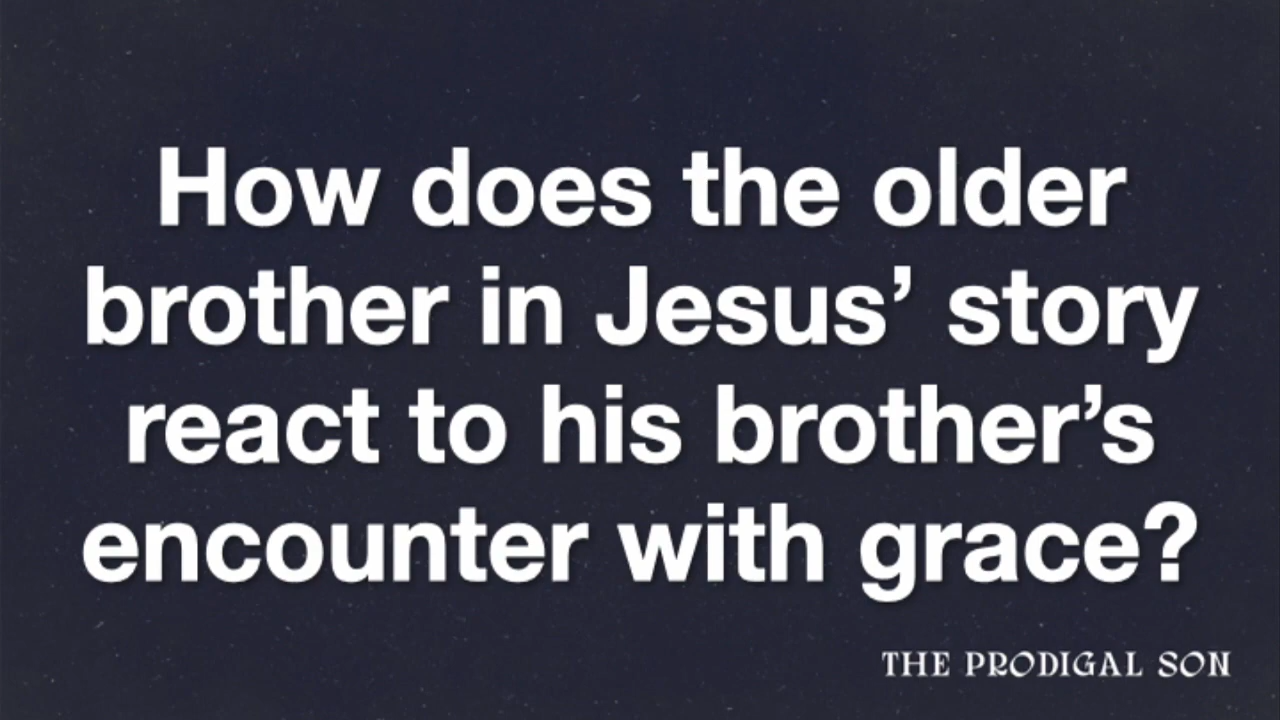 How does the older
brother in Jesus’ story
react to his brother’s
encounter with grace?
THE PRODIGAL SON